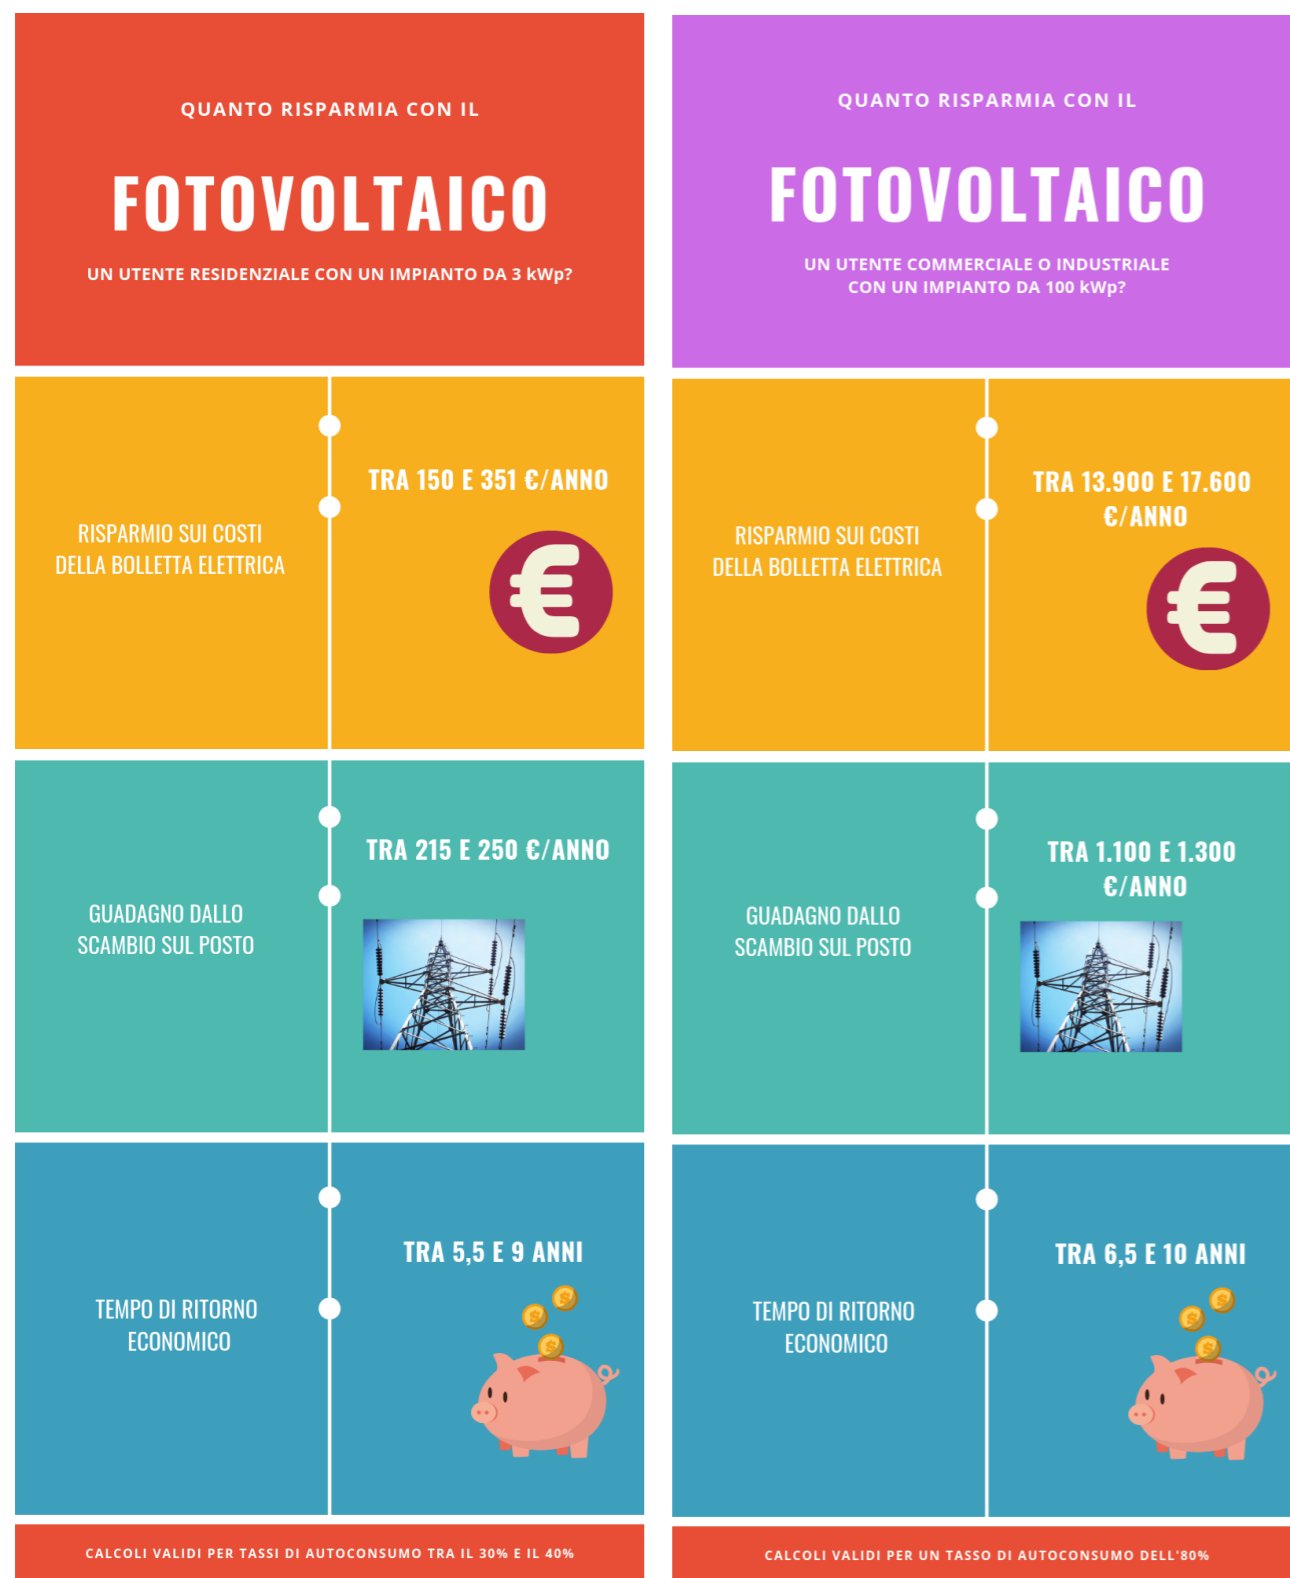 QUANTO RISPARMIA CON IL
FOTOVOLTAICO
UN UTENTE RESIDENZIALE CON UN IMPIANTO DA 3 kWp?
TRA 150 E 351 €/ANNO
RISPARMIO SUI COSTI
DELLA BOLLETTA ELETTRICA
€
TRA 215 E 250 €/ANNO
GUADAGNO DALLO
SCAMBIO SUL POSTO
TRA 5,5 E 9 ANNI
TEMPO DI RITORNO
ECONOMICO
$
$
$
CALCOLI VALIDI PER TASSI DI AUTOCONSUMO TRA IL 30% E IL 40%
QUANTO RISPARMIA CON IL
FOTOVOLTAICO
UN UTENTE COMMERCIALE O INDUSTRIALE
CON UN IMPIANTO DA 100 kWp?
TRA 13.900 E 17.600
€/ANNO
RISPARMIO SUI COSTI
DELLA BOLLETTA ELETTRICA
€
TRA 1.100 E 1.300
€/ANNO
GUADAGNO DALLO
SCAMBIO SUL POSTO
TRA 6,5 E 10 ANNI
TEMPO DI RITORNO
ECONOMICO
$
$
$
CALCOLI VALIDI PER UN TASSO DI AUTOCONSUMO DELL'80%